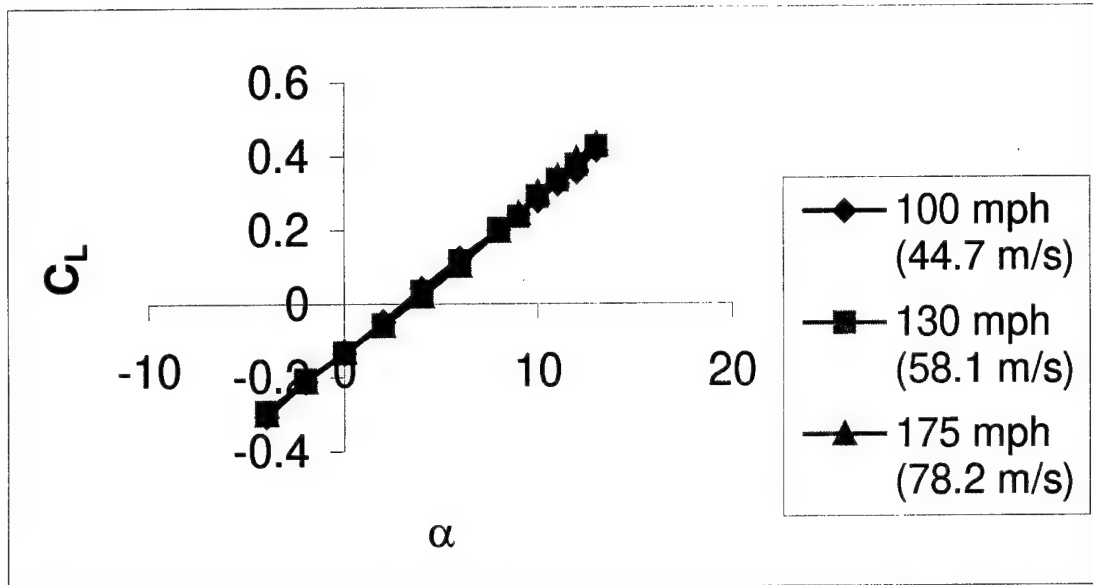 0.6
0.4
0.2
0
-0.2
-0.4
-10
0
10
20
C_L
α
100 mph
(44.7 m/s)
130 mph
(58.1 m/s)
175 mph
(78.2 m/s)